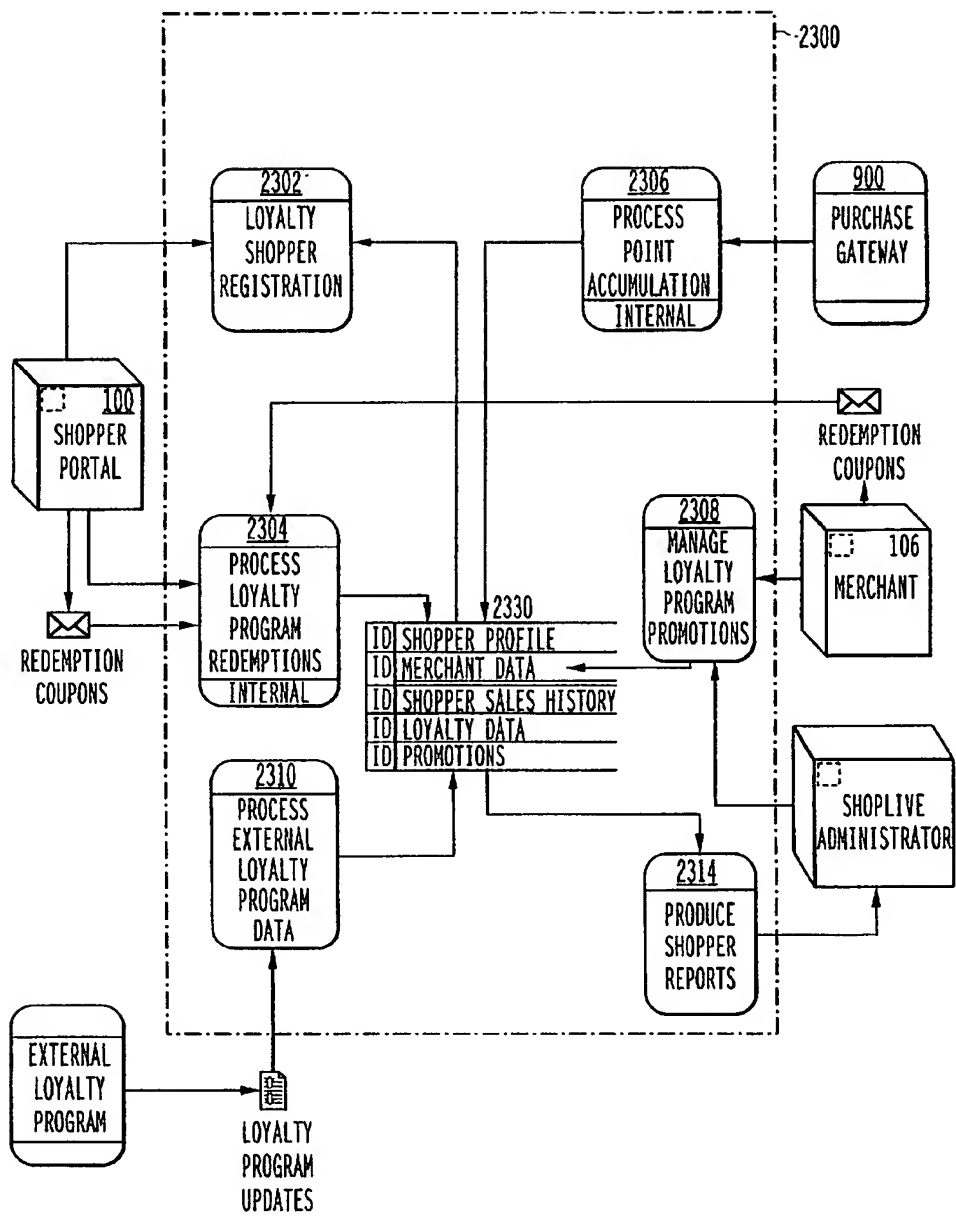 2300
2302
LOYALTY
SHOPPER
REGISTRATION
2306
PROCESS
POINT
ACCUMULATION
INTERNAL
900
PURCHASE
GATEWAY
100
SHOPPER
PORTAL
REDEMPTION
COUPONS
2304
PROCESS
LOYALTY
PROGRAM
REDEMPTIONS
INTERNAL
2308
MANAGE
LOYALTY
PROGRAM
PROMOTIONS
106
MERCHANT
REDEMPTION
COUPONS
2330
ID SHOPPER PROFILE
ID MERCHANT DATA
ID SHOPPER SALES HISTORY
ID LOYALTY DATA
ID PROMOTIONS
2310
PROCESS
EXTERNAL
LOYALTY
PROGRAM
DATA
SHOPLIVE
ADMINISTRATOR
2314
PRODUCE
SHOPPER
REPORTS
EXTERNAL
LOYALTY
PROGRAM
LOYALTY
PROGRAM
UPDATES